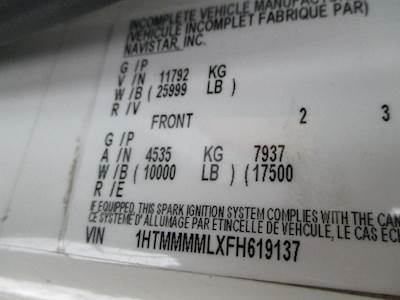 INCOMPLETE VEHICLE MANUFACTUR
(VÉHICULE INCOMPLET FABRIQUE PAR)
NAVISTAR, INC.
G / P
V / N 11792 KG
W / B ( 25999 LB )
R / V
FRONT 2 3
G / P
A / N 4535 KG 7937
W / B ( 10000 LB ) ( 17500
R / E
IF EQUIPPED, THIS SPARK IGNITION SYSTEM COMPLIES WITH THE CAN
CE SYSTEME D'ALLUMAGE PAR ETINCELLE DE VEHICULE, LE CAS ECH
VIN 1HTMMMMLXFH619137